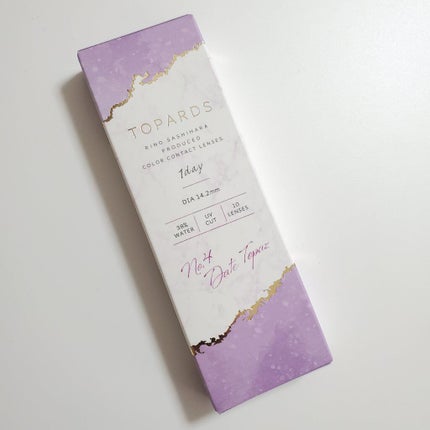 TOPARDS
RINO SASHIHARA
PRODUCED
COLOR CONTACT LENSES
1day
DIA 14.2mm
38% WATER
UV CUT
10 LENSES
No.4
Date Topaz